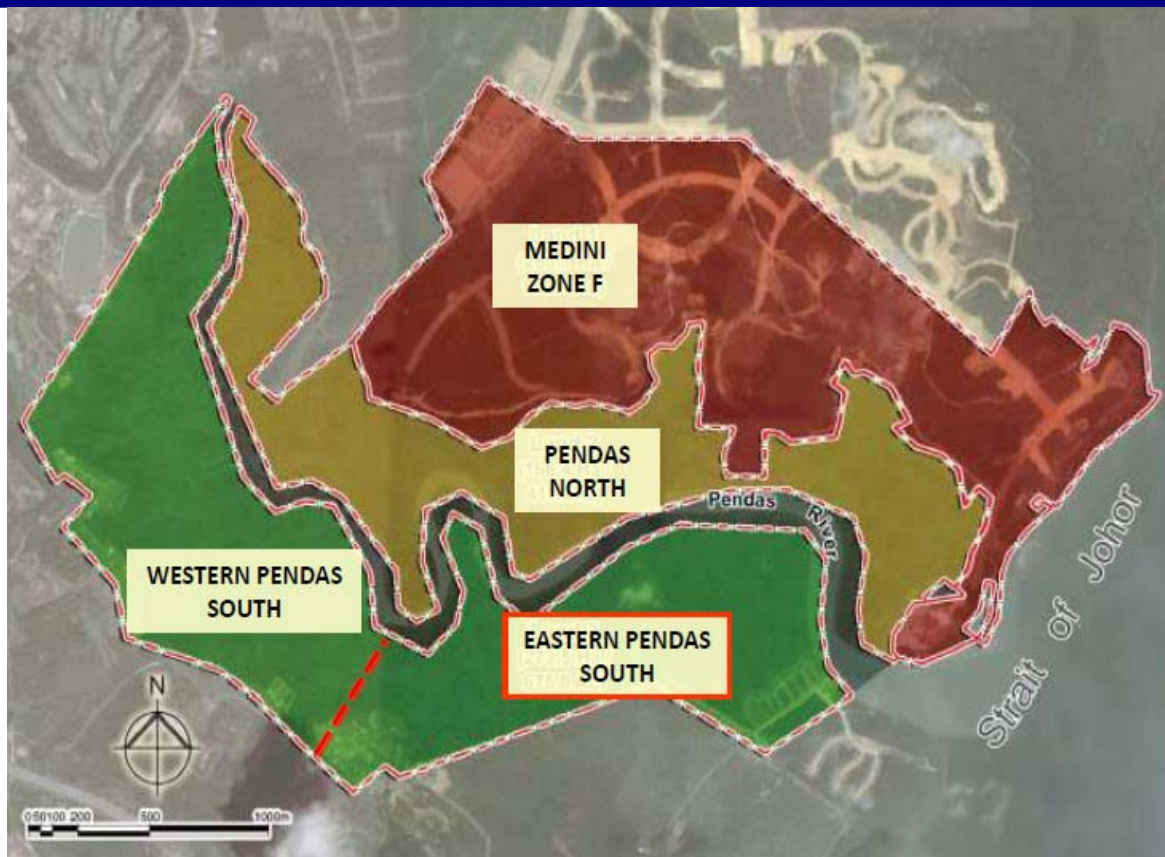 MEDINI
ZONE F
PENDAS
NORTH
Pendas River
WESTERN PENDAS
SOUTH
EASTERN PENDAS
SOUTH
Strait of Johor
N
0 50 100 200 500 1000m